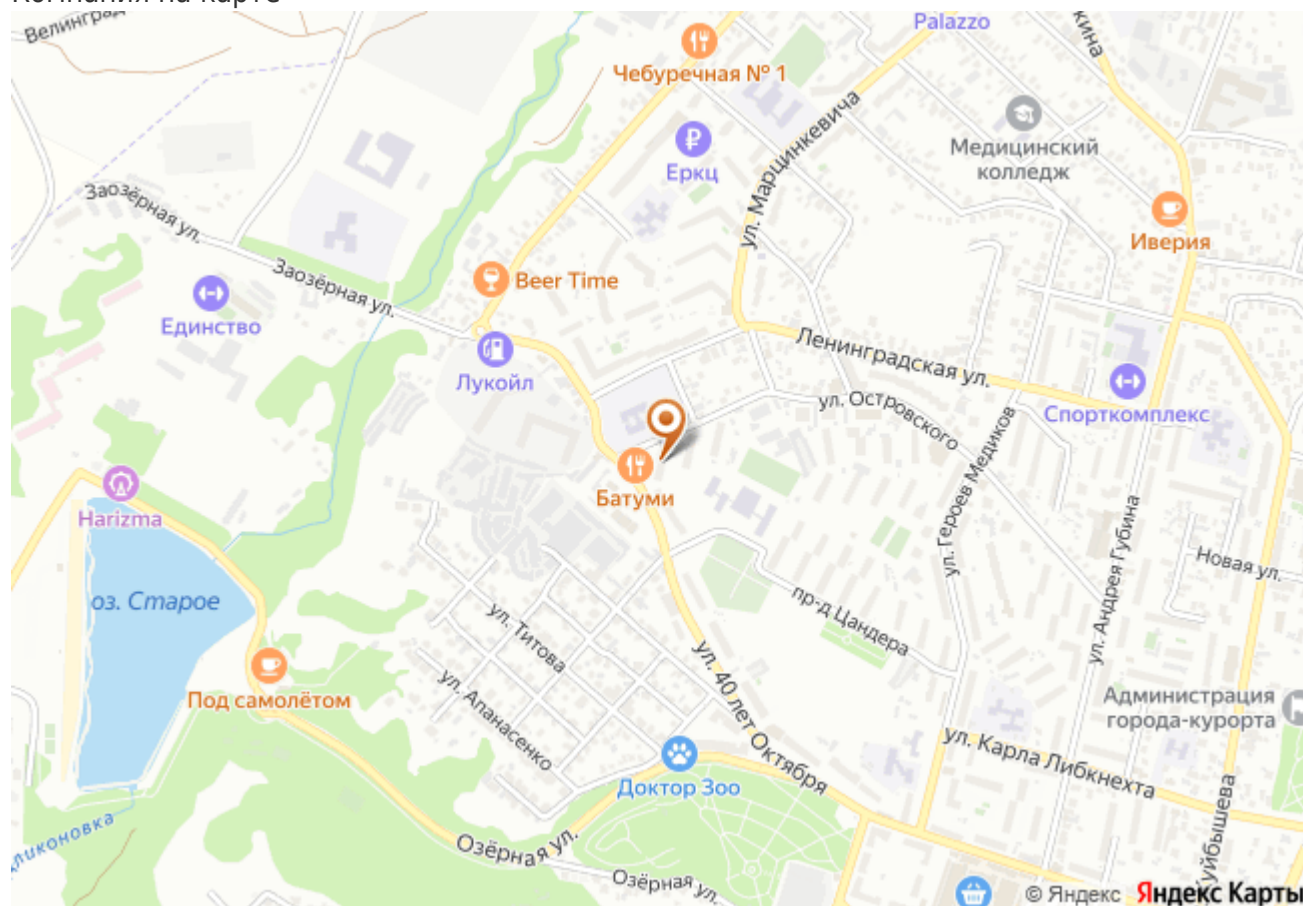 Компания на карте
Велинград
Palazzo
Чебуречная № 1
Медицинский
колледж
Еркц
ул. Марцинкевича
Заозёрная ул.
Иверия
Beer Time
Заозёрная ул.
Единство
Ленинградская ул.
Лукойл
ул. Островского
Спорткомплекс
ул. Героев Медиков
Батуми
Harizma
ул. Андрея Губина
Новая ул.
оз. Старое
пр-д Цандера
ул. Титова
Под самолётом
ул. Апанасенко
ул. 40 лет Октября
Администрация
города-курорта
ул. Карла Либкнехта
Доктор Зоо
Озёрная ул.
Озёрная ул.
© Яндекс Яндекс Карты